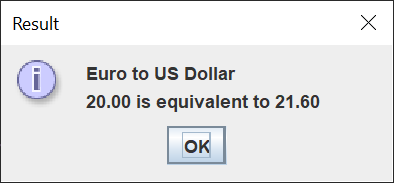 Result
Euro to US Dollar
20.00 is equivalent to 21.60
OK